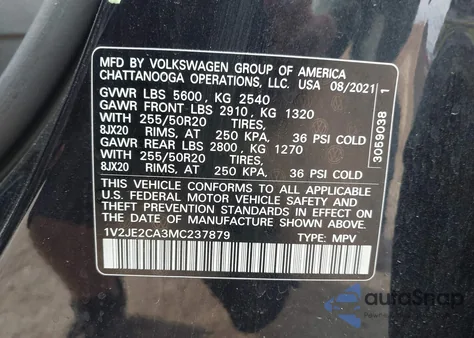 MFD BY VOLKSWAGEN GROUP OF AMERICA
CHATTANOOGA OPERATIONS, LLC. USA 08/2021
GVWR LBS 5600, KG 2540
GAWR FRONT LBS 2910, KG 1320
WITH 255/50R20 TIRES,
8JX20 RIMS, AT 250 KPA, 36 PSI COLD
GAWR REAR LBS 2800, KG 1270
WITH 255/50R20 TIRES,
8JX20 RIMS, AT 250 KPA, 36 PSI COLD
THIS VEHICLE CONFORMS TO ALL APPLICABLE
U.S. FEDERAL MOTOR VEHICLE SAFETY AND
THEFT PREVENTION STANDARDS IN EFFECT ON
THE DATE OF MANUFACTURE SHOWN ABOVE.
1V2JE2CA3MC237879 TYPE: MPV
3059038 1
autoSnap